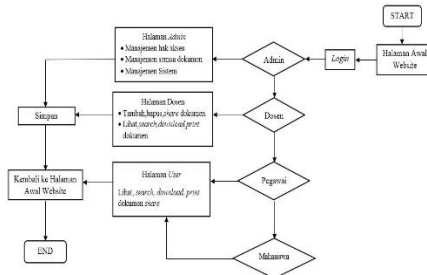 START
Halaman Awal
Website
Login
Admin
Halaman Admin
• Manajemen hak akses
• Manajemen semua dokumen
• Manajemen Sistem
Dosen
Halaman Dosen
• Tambah,hapus,share dokumen
• Lihat,search,download,print
dokumen
Simpan
Pegawai
Halaman User
Lihat, search, download, print
dokumen,share
Kembali ke Halaman
Awal Website
Mahasiswa
END